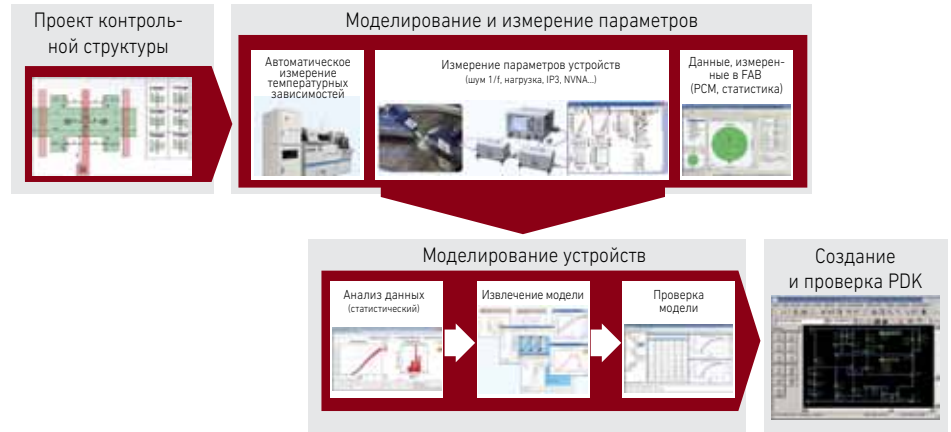 Проект контроль-
ной структуры
Моделирование и измерение параметров
Автоматическое
измерение
температурных
зависимостей
Измерение параметров устройств
(шум 1/f, нагрузка, IP3, NVNA...)
Данные, измерен-
ные в FAB
(PCM, статистика)
Моделирование устройств
Анализ данных
(статистический)
Извлечение модели
Проверка
модели
Создание
и проверка PDK